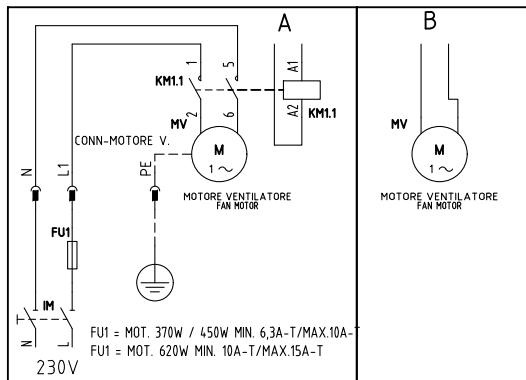 A
B
1
5
A1
KM1.1
A2
KM1.1
2
6
MV
MV
CONN-MOTORE V.
M
1 ~
M
1 ~
N
L1
PE
MOTORE VENTILATORE
FAN MOTOR
MOTORE VENTILATORE
FAN MOTOR
FU1
IM
FU1 = MOT. 370W / 450W MIN. 6,3A-T/MAX.10A-T
FU1 = MOT. 620W MIN. 10A-T/MAX.15A-T
N
L
230V